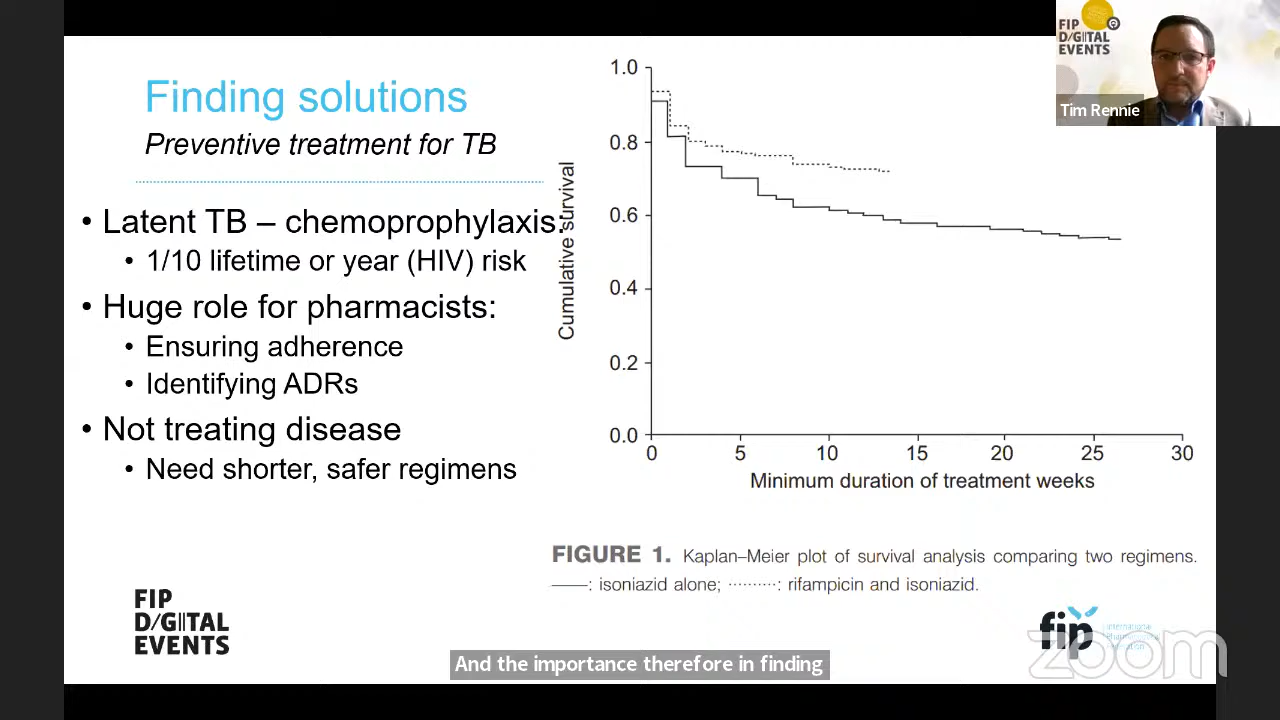 FIP
D/G/TAL
EVENTS
Tim Rennie
Finding solutions
Preventive treatment for TB
• Latent TB – chemoprophylaxis:
• 1/10 lifetime or year (HIV) risk
• Huge role for pharmacists:
• Ensuring adherence
• Identifying ADRs
• Not treating disease
• Need shorter, safer regimens
Cumulative survival
1.0
0.8
0.6
0.4
0.2
0.0
0 5 10 15 20 25 30
Minimum duration of treatment weeks
FIGURE 1. Kaplan–Meier plot of survival analysis comparing two regimens.
——: isoniazid alone; ··········: rifampicin and isoniazid.
FIP
D/G/TAL
EVENTS
fip
International
Pharmaceutical
Federation
zoom
And the importance therefore in finding